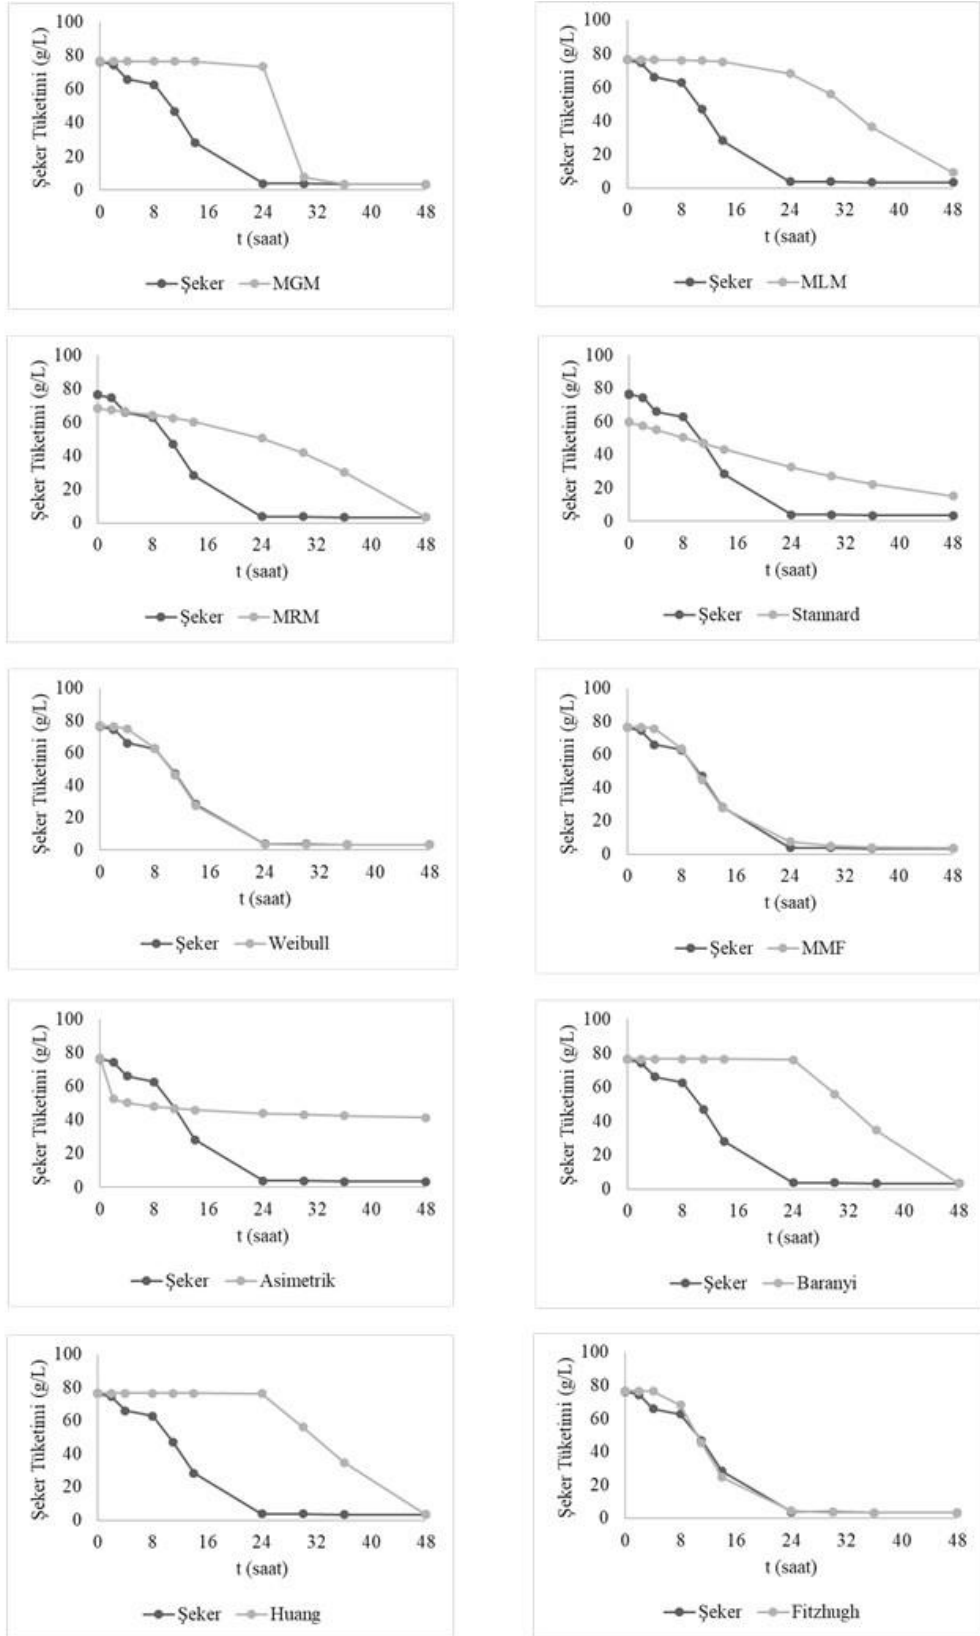 Şeker Tüketimi (g/L)
100
80
60
40
20
0
0 8 16 24 32 40 48
t (saat)
Şeker MGM
Şeker Tüketimi (g/L)
100
80
60
40
20
0
0 8 16 24 32 40 48
t (saat)
Şeker MLM
Şeker Tüketimi (g/L)
100
80
60
40
20
0
0 8 16 24 32 40 48
t (saat)
Şeker MRM
Şeker Tüketimi (g/L)
100
80
60
40
20
0
0 8 16 24 32 40 48
t (saat)
Şeker Stannard
Şeker Tüketimi (g/L)
100
80
60
40
20
0
0 8 16 24 32 40 48
t (saat)
Şeker Weibull
Şeker Tüketimi (g/L)
100
80
60
40
20
0
0 8 16 24 32 40 48
t (saat)
Şeker MMF
Şeker Tüketimi (g/L)
100
80
60
40
20
0
0 8 16 24 32 40 48
t (saat)
Şeker Asimetrik
Şeker Tüketimi (g/L)
100
80
60
40
20
0
0 8 16 24 32 40 48
t (saat)
Şeker Baranyi
Şeker Tüketimi (g/L)
100
80
60
40
20
0
0 8 16 24 32 40 48
t (saat)
Şeker Huang
Şeker Tüketimi (g/L)
100
80
60
40
20
0
0 8 16 24 32 40 48
t (saat)
Şeker Fitzhugh